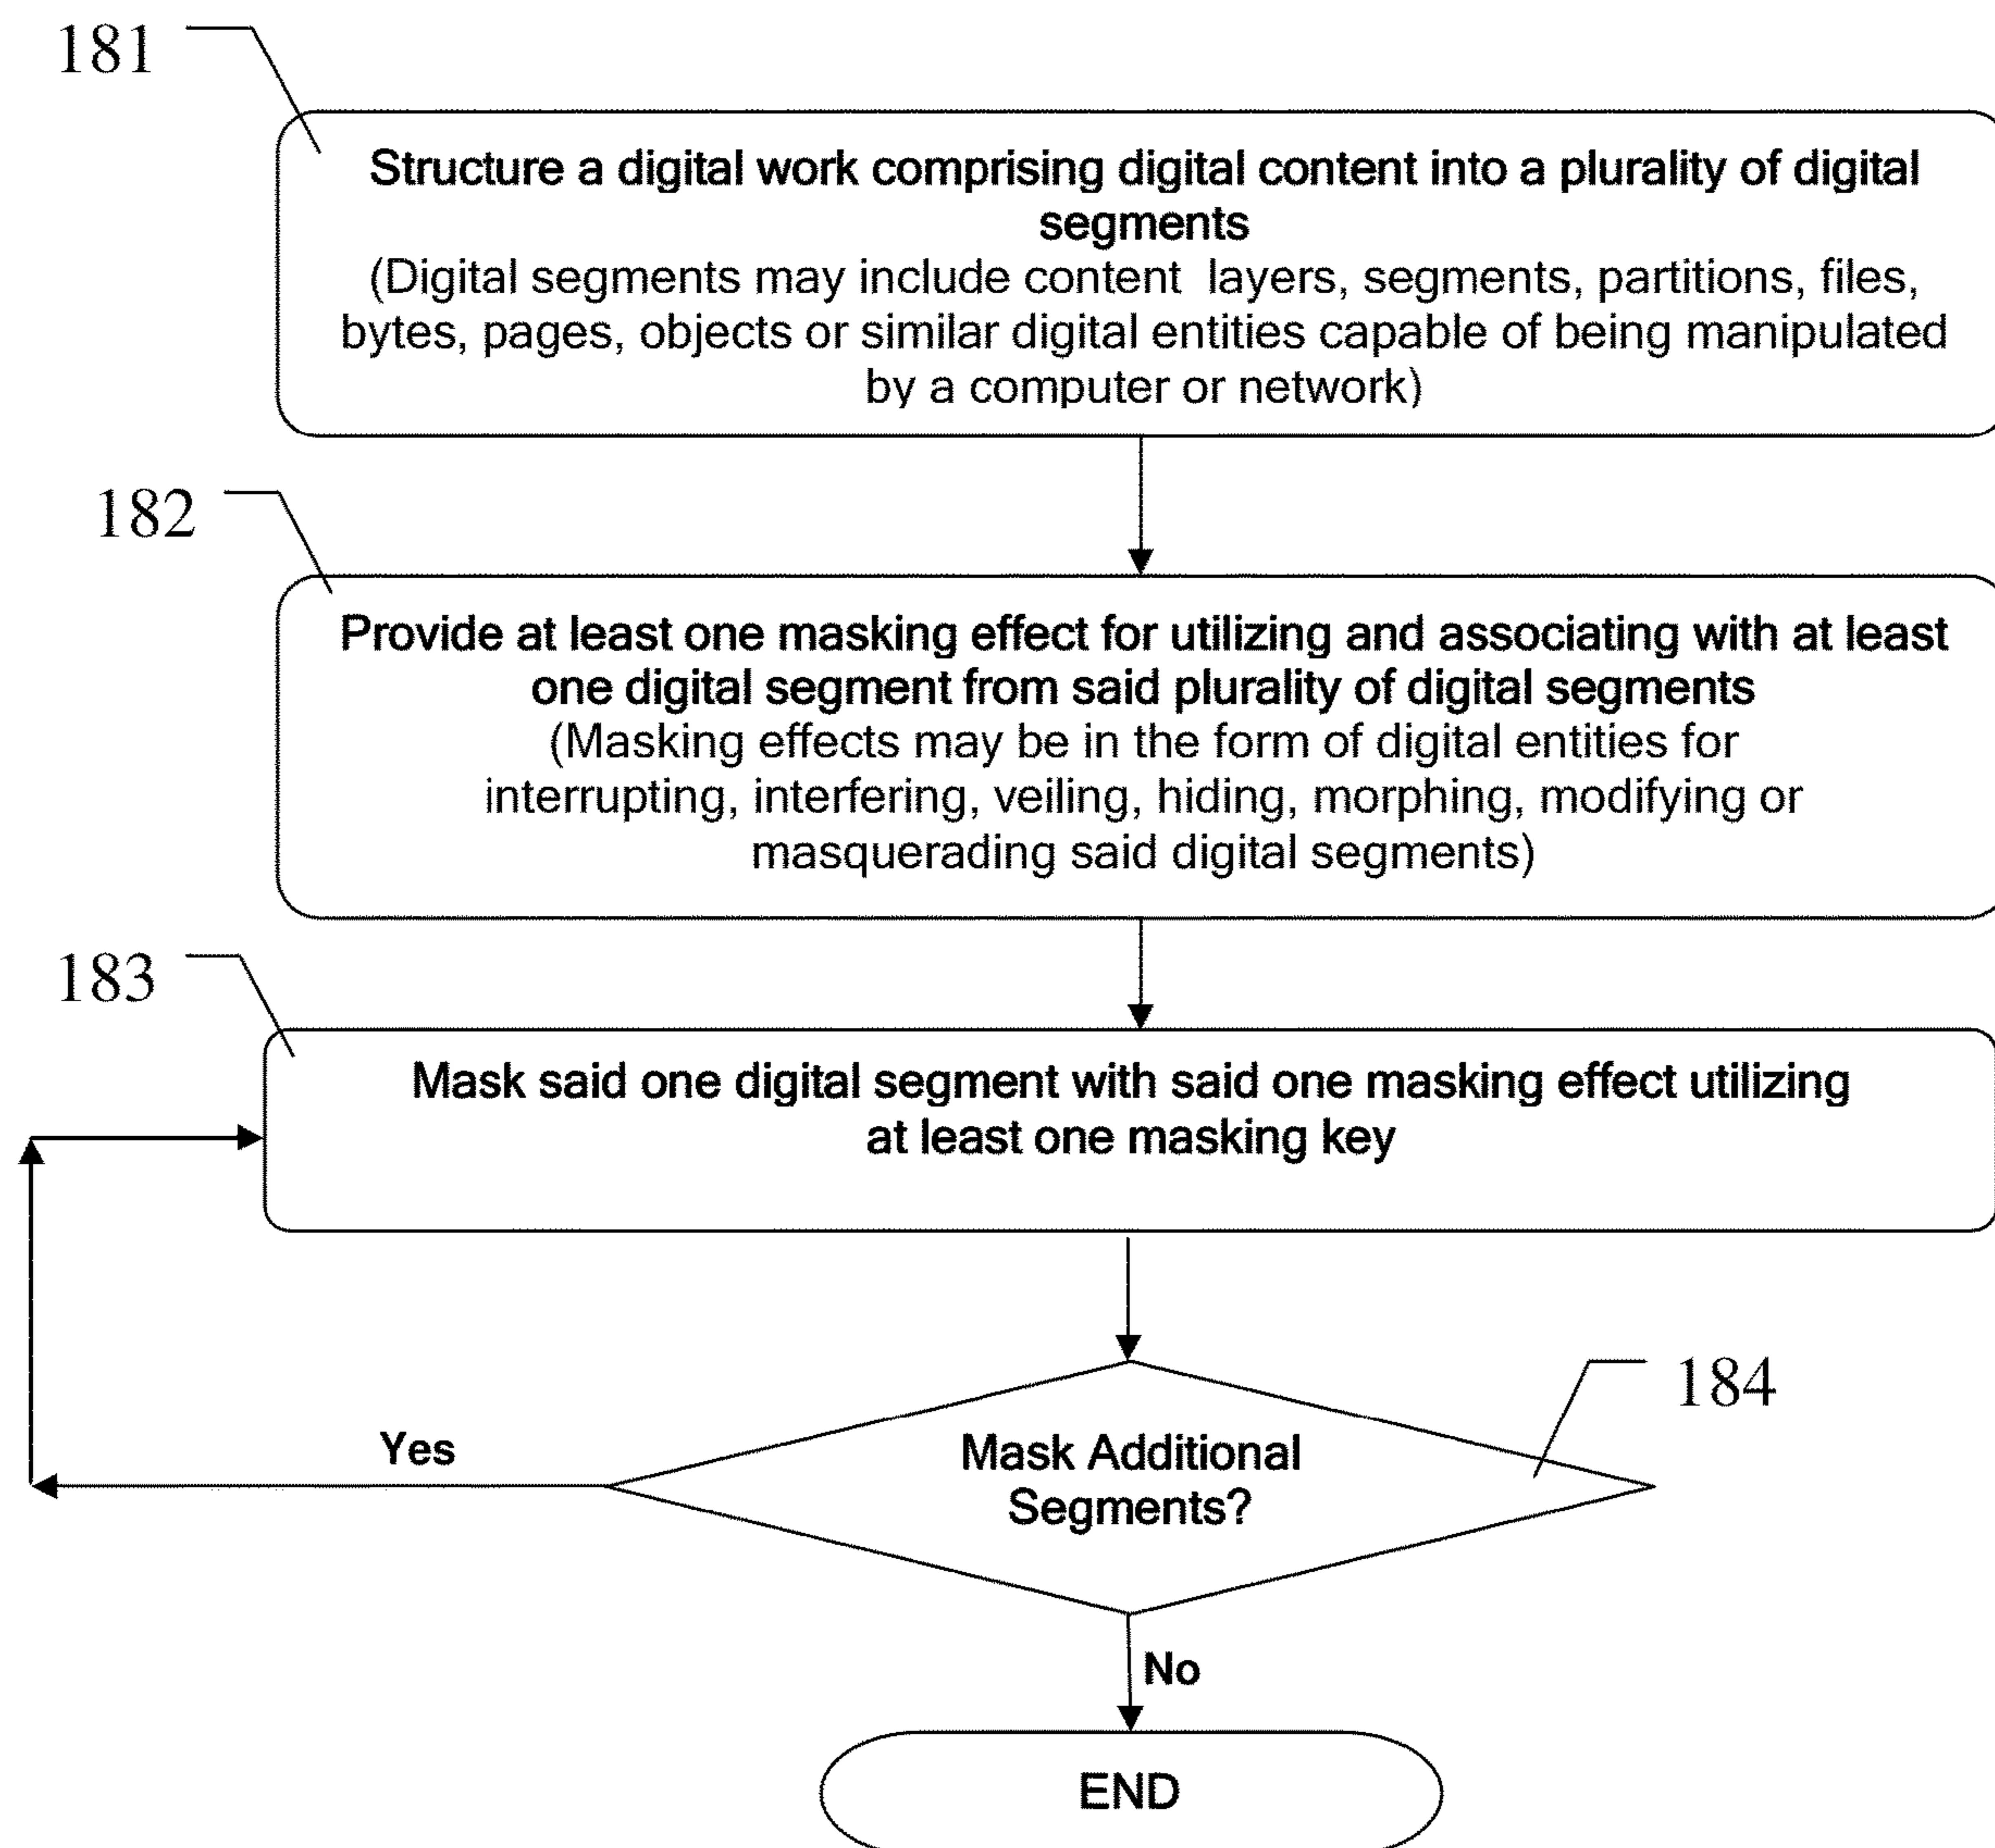 181
Structure a digital work comprising digital content into a plurality of digital
segments
(Digital segments may include content layers, segments, partitions, files,
bytes, pages, objects or similar digital entities capable of being manipulated
by a computer or network)
182
Provide at least one masking effect for utilizing and associating with at least
one digital segment from said plurality of digital segments
(Masking effects may be in the form of digital entities for
interrupting, interfering, veiling, hiding, morphing, modifying or
masquerading said digital segments)
183
Mask said one digital segment with said one masking effect utilizing
at least one masking key
184
Yes
Mask Additional
Segments?
No
END